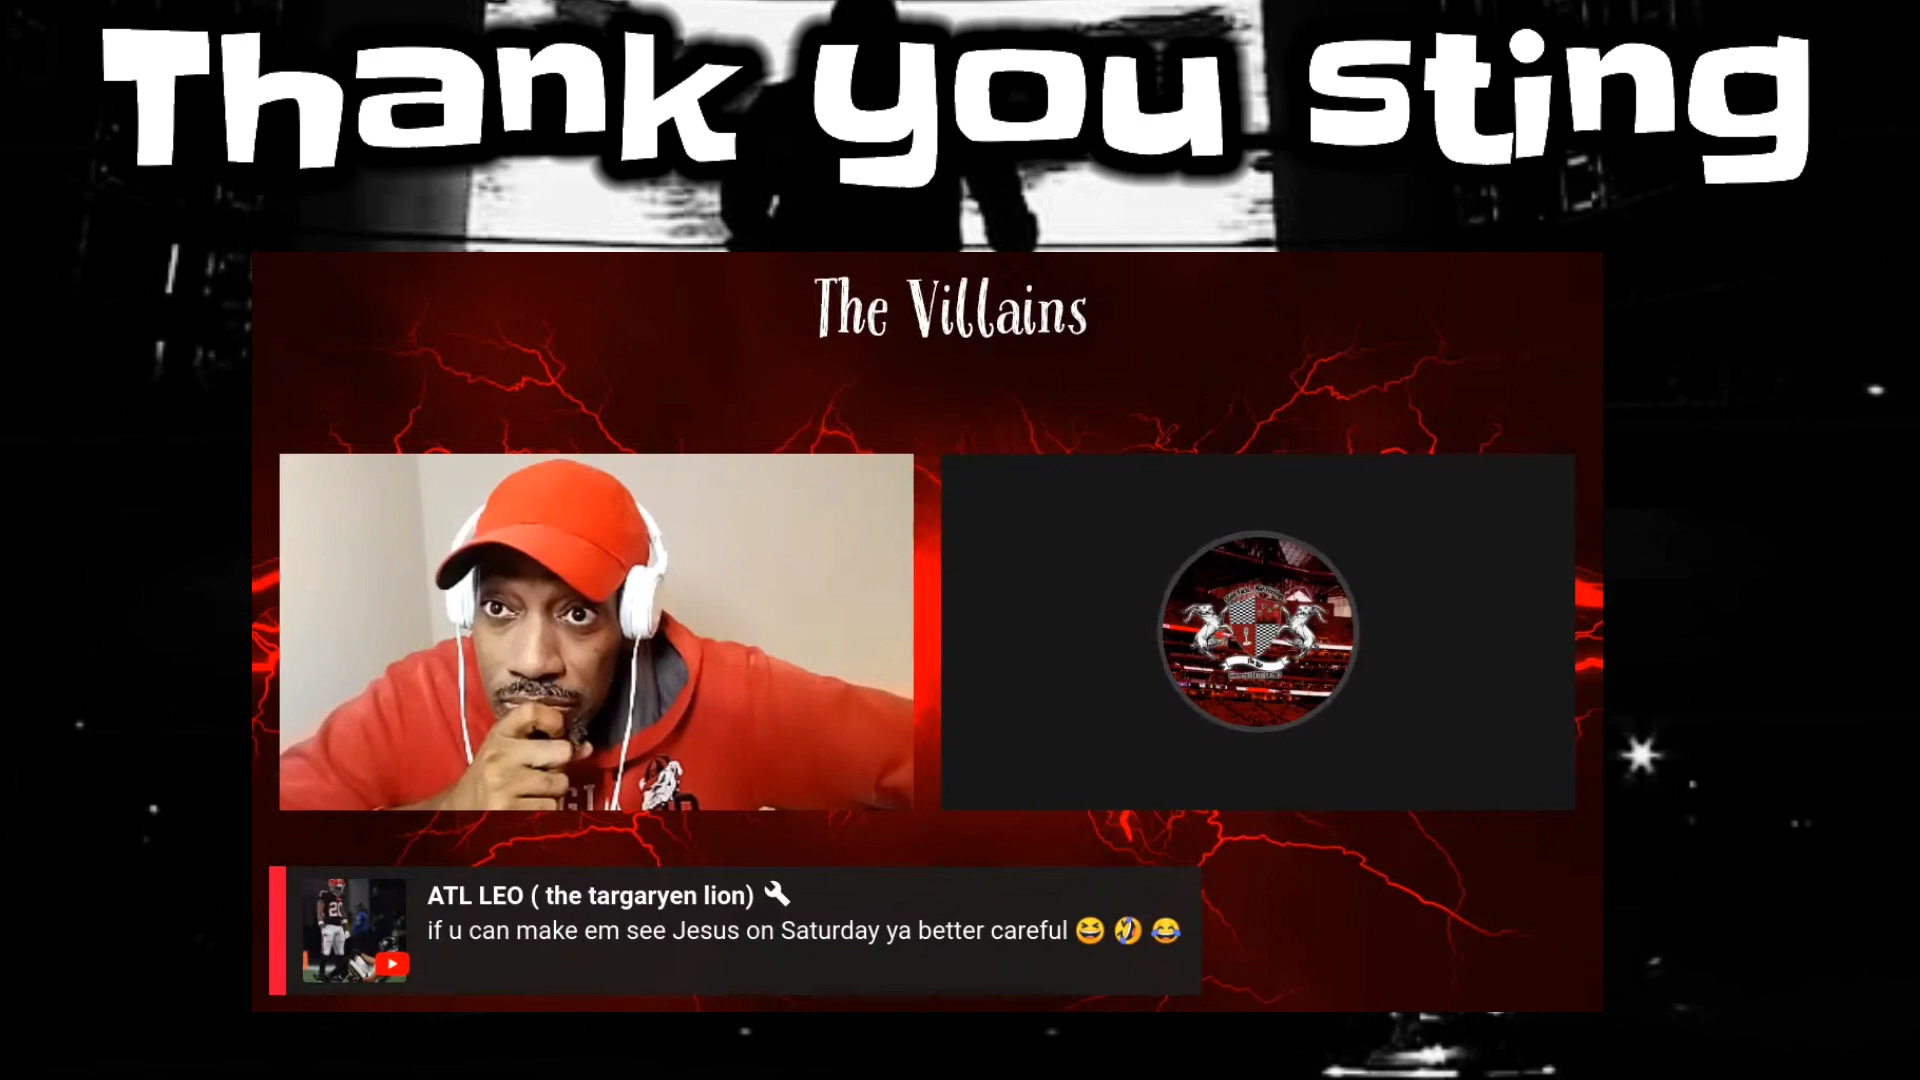 Thank you sting
The Villains
ATL LEO ( the targaryen lion)
if u can make em see Jesus on Saturday ya better careful 😆 🤣 😂
20